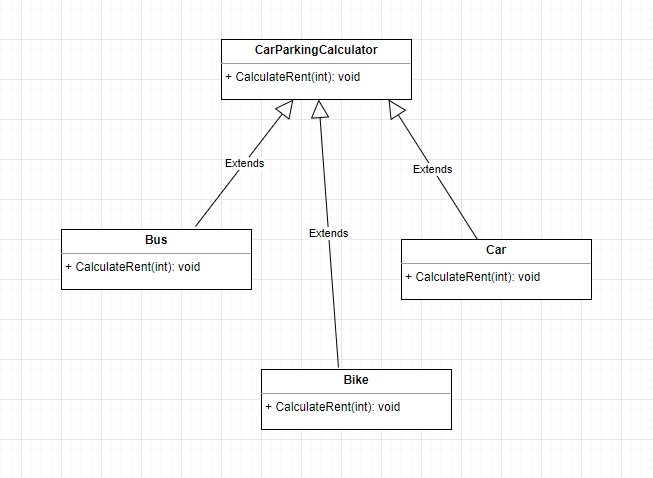 CarParkingCalculator
+ CalculateRent(int): void
Extends
Extends
Extends
Bus
+ CalculateRent(int): void
Car
+ CalculateRent(int): void
Bike
+ CalculateRent(int): void